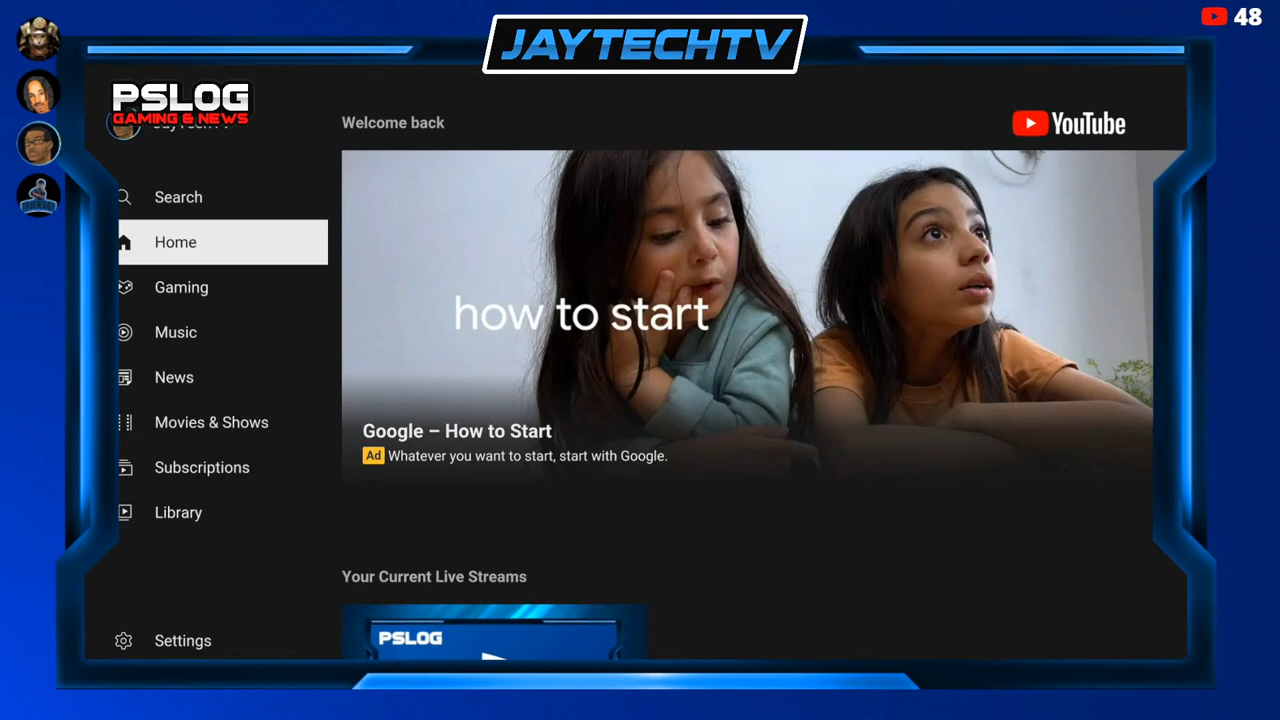 48
JAYTECHTV
PSLOG
GAMING & NEWS
JayTechTV
Welcome back
YouTube
Search
Home
Gaming
Music
News
Movies & Shows
Subscriptions
Library
Settings
how to start
Google – How to Start
Ad Whatever you want to start, start with Google.
Your Current Live Streams
PSLOG